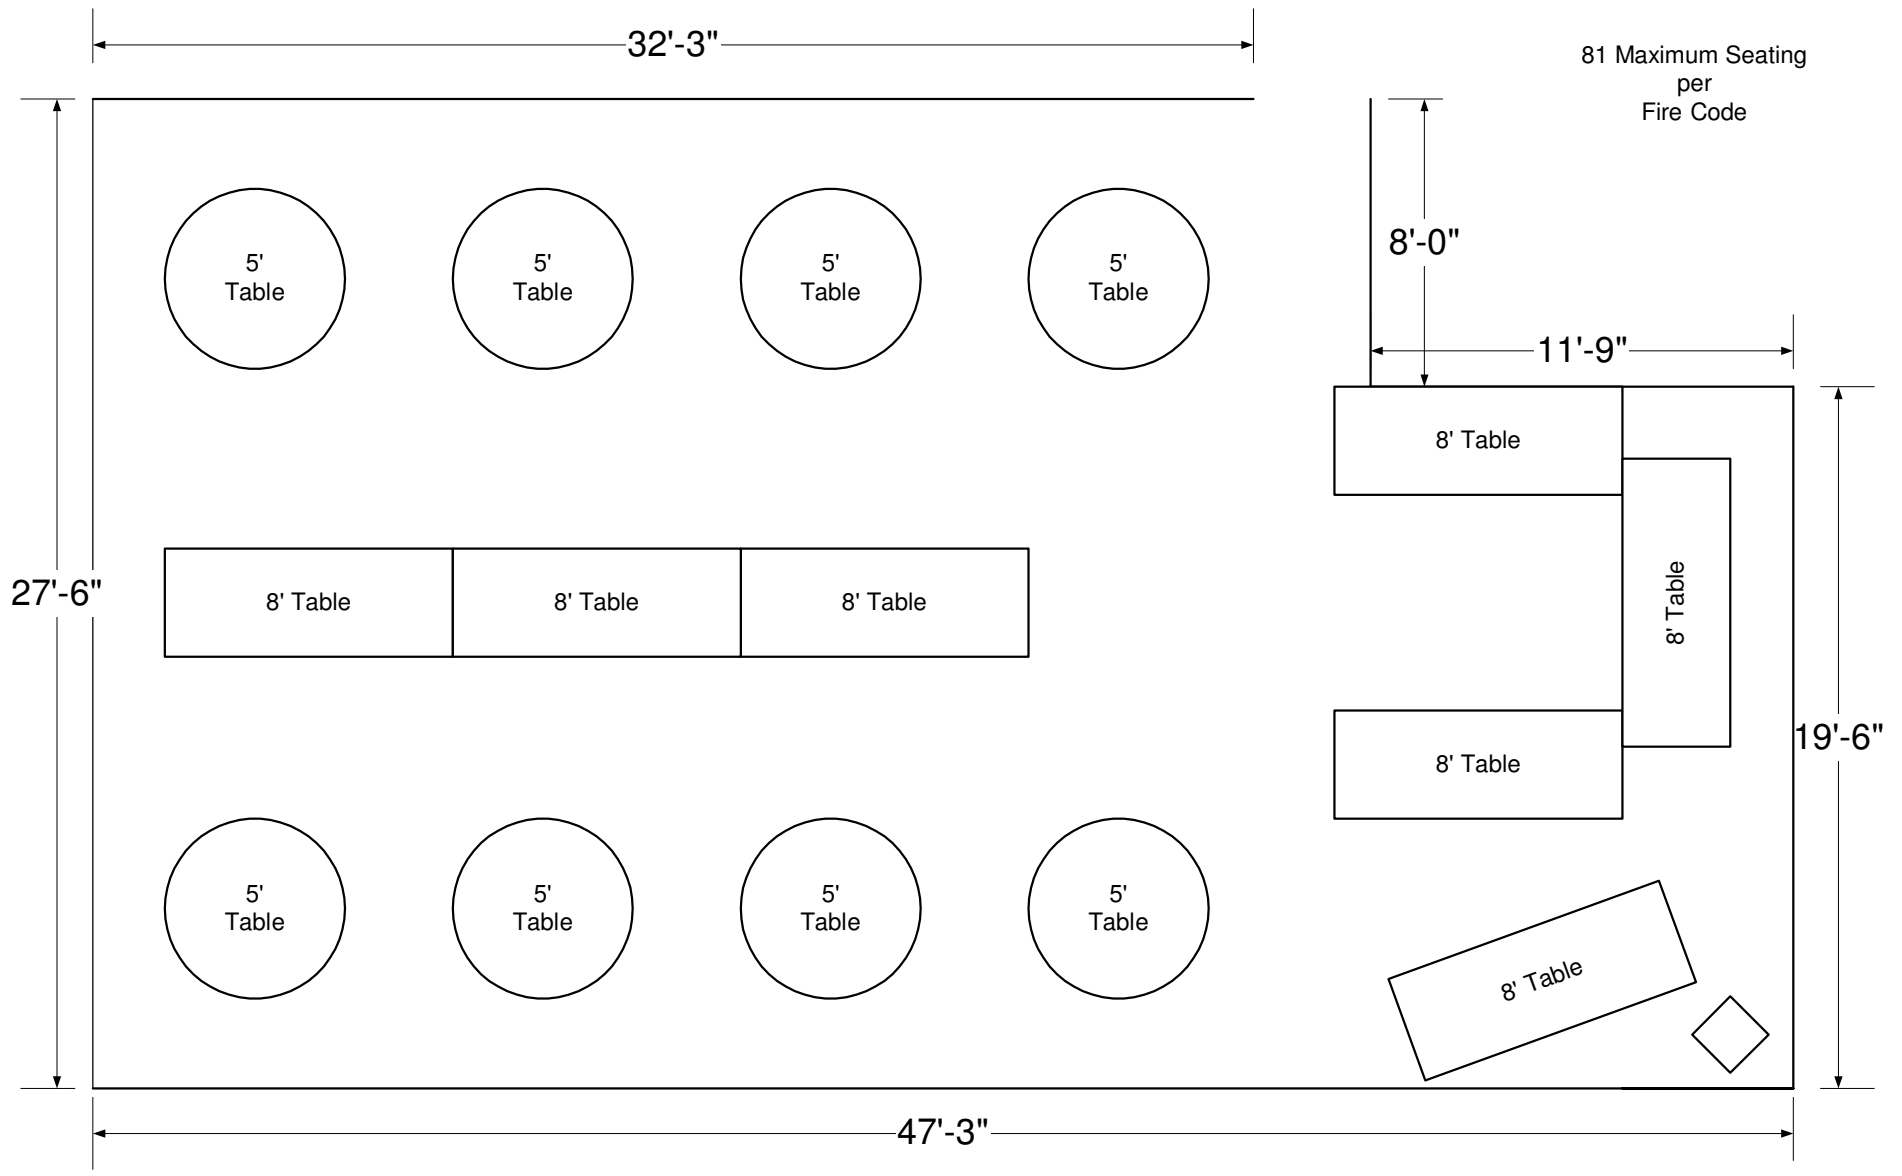 32'-3"
81 Maximum Seating
per
Fire Code
5'
Table
5'
Table
5'
Table
5'
Table
8'-0"
11'-9"
8' Table
27'-6"
8' Table
8' Table
8' Table
8' Table
8' Table
19'-6"
5'
Table
5'
Table
5'
Table
5'
Table
8' Table
47'-3"